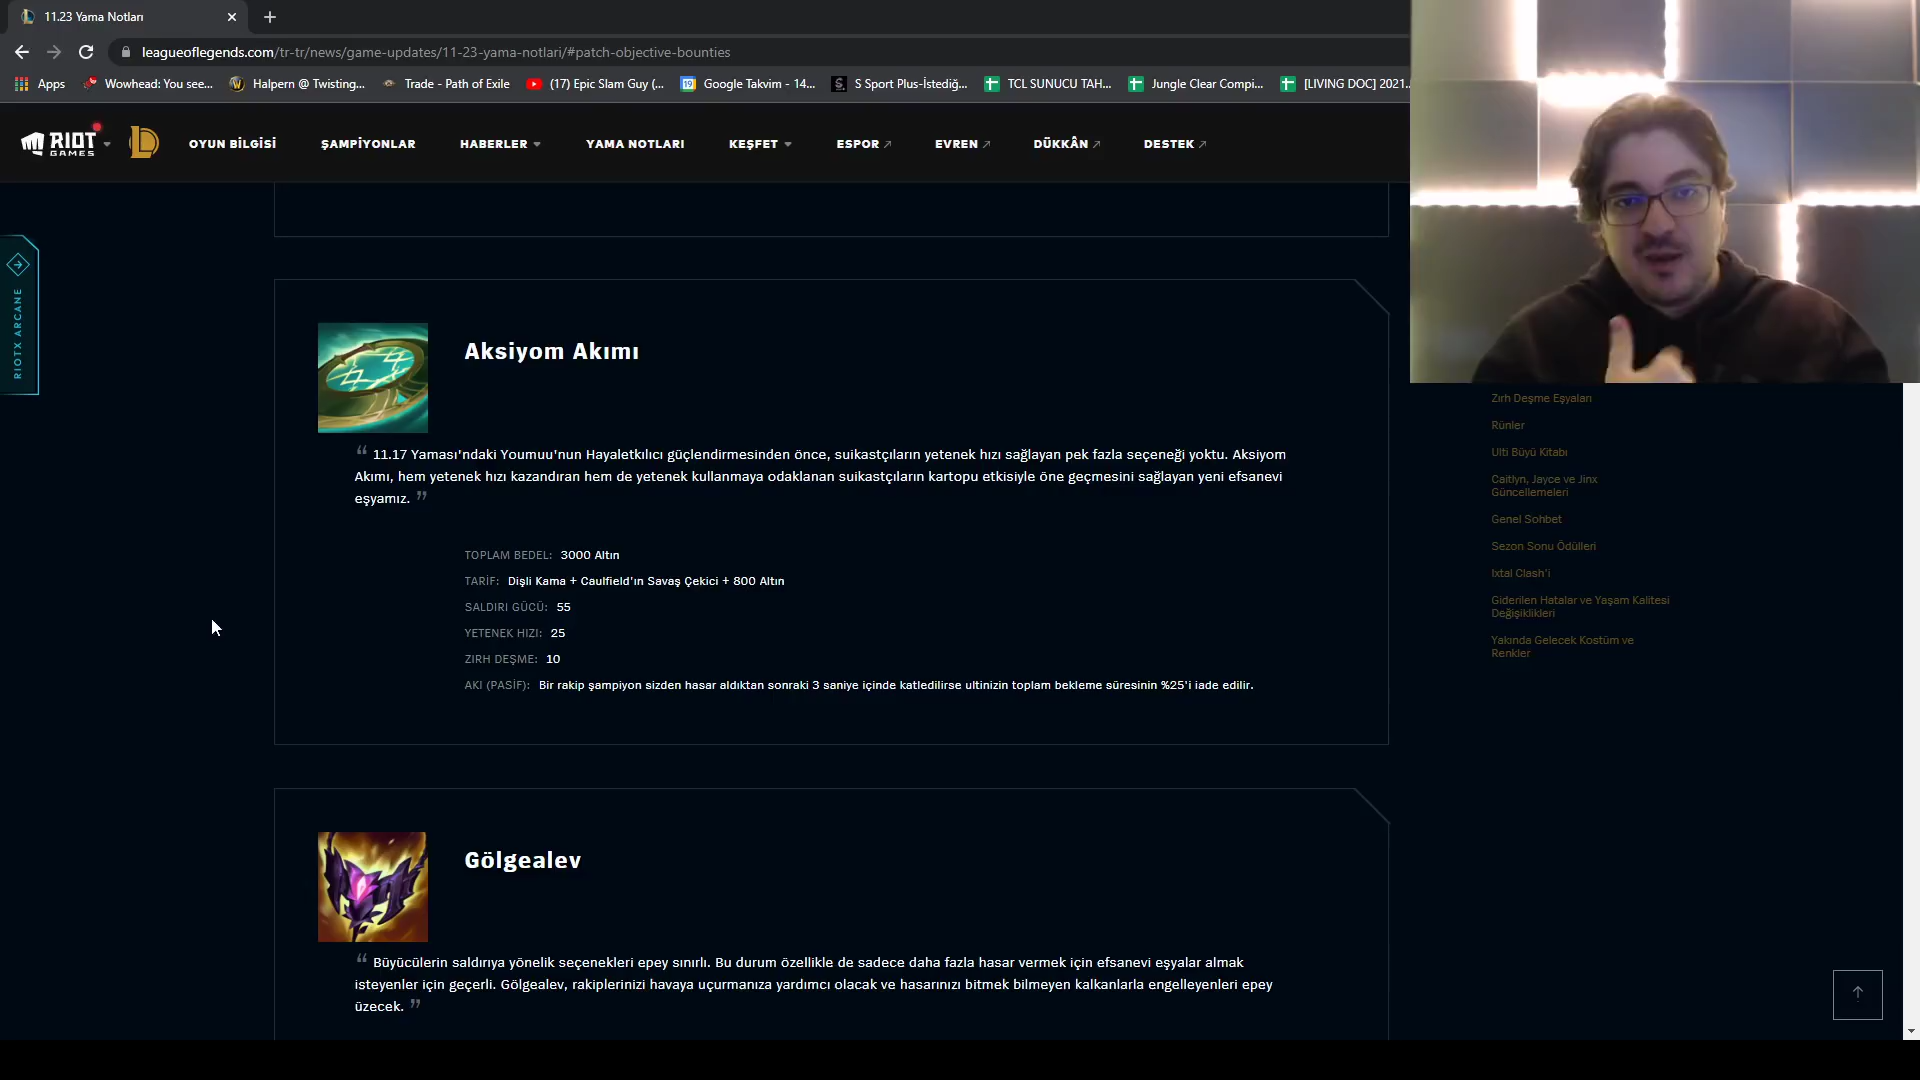 11.23 Yama Notları
leagueoflegends.com/tr-tr/news/game-updates/11-23-yama-notlari/#patch-objective-bounties
Apps
Wowhead: You see...
Halpern @ Twisting...
Trade - Path of Exile
(17) Epic Slam Guy (...
19
Google Takvim - 14...
S Sport Plus-İstediğ...
TCL SUNUCU TAH...
Jungle Clear Compi...
[LIVING DOC] 2021...
RIOT
GAMES
OYUN BİLGİSİ
ŞAMPİYONLAR
HABERLER
YAMA NOTLARI
KEŞFET
ESPOR
EVREN
DÜKKÂN
DESTEK
RIOTX ARCANE
Aksiyom Akımı
“ 11.17 Yaması'ndaki Youmuu'nun Hayaletkılıcı güçlendirmesinden önce, suikastçıların yetenek hızı sağlayan pek fazla seçeneği yoktu. Aksiyom
Akımı, hem yetenek hızı kazandıran hem de yetenek kullanmaya odaklanan suikastçıların kartopu etkisiyle öne geçmesini sağlayan yeni efsanevi
eşyamız. ”
TOPLAM BEDEL: 3000 Altın
TARİF: Dişli Kama + Caulfield'ın Savaş Çekici + 800 Altın
SALDIRI GÜCÜ: 55
YETENEK HIZI: 25
ZIRH DEŞME: 10
AKI (PASİF): Bir rakip şampiyon sizden hasar aldıktan sonraki 3 saniye içinde katledilirse ultinizin toplam bekleme süresinin %25'i iade edilir.
Gölgealev
“ Büyücülerin saldırıya yönelik seçenekleri epey sınırlı. Bu durum özellikle de sadece daha fazla hasar vermek için efsanevi eşyalar almak
isteyenler için geçerli. Gölgealev, rakiplerinizi havaya uçurmanıza yardımcı olacak ve hasarınızı bitmek bilmeyen kalkanlarla engelleyenleri epey
üzecek. ”
Zırh Deşme Eşyaları
Rünler
Ulti Büyü Kitabı
Caitlyn, Jayce ve Jinx
Güncellemeleri
Genel Sohbet
Sezon Sonu Ödülleri
Ixtal Clash'i
Giderilen Hatalar ve Yaşam Kalitesi
Değişiklikleri
Yakında Gelecek Kostüm ve
Renkler